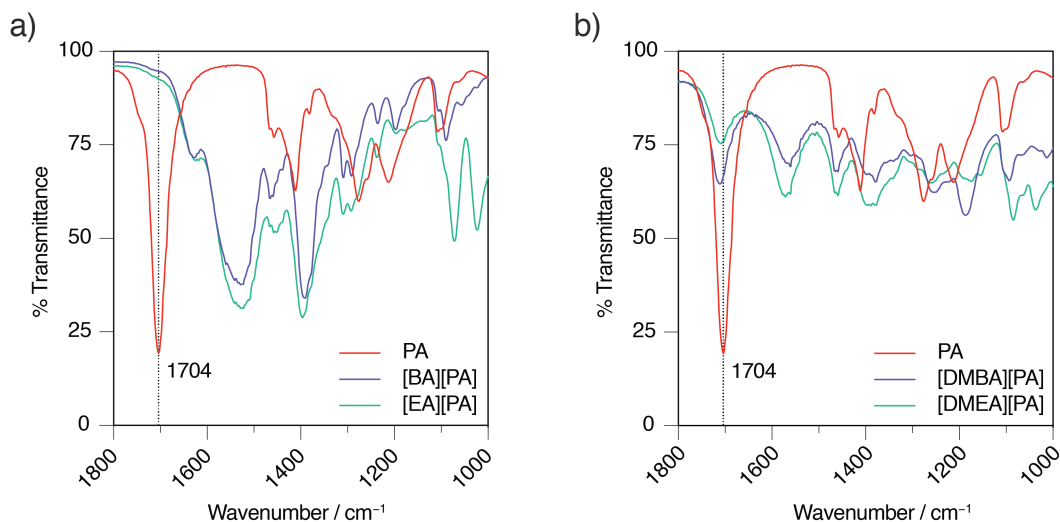 a)
100
75
50
25
0
% Transmittance
1704
PA
[BA][PA]
[EA][PA]
1800
1600
1400
1200
1000
Wavenumber / cm⁻¹
b)
100
75
50
25
0
% Transmittance
1704
PA
[DMBA][PA]
[DMEA][PA]
1800
1600
1400
1200
1000
Wavenumber / cm⁻¹